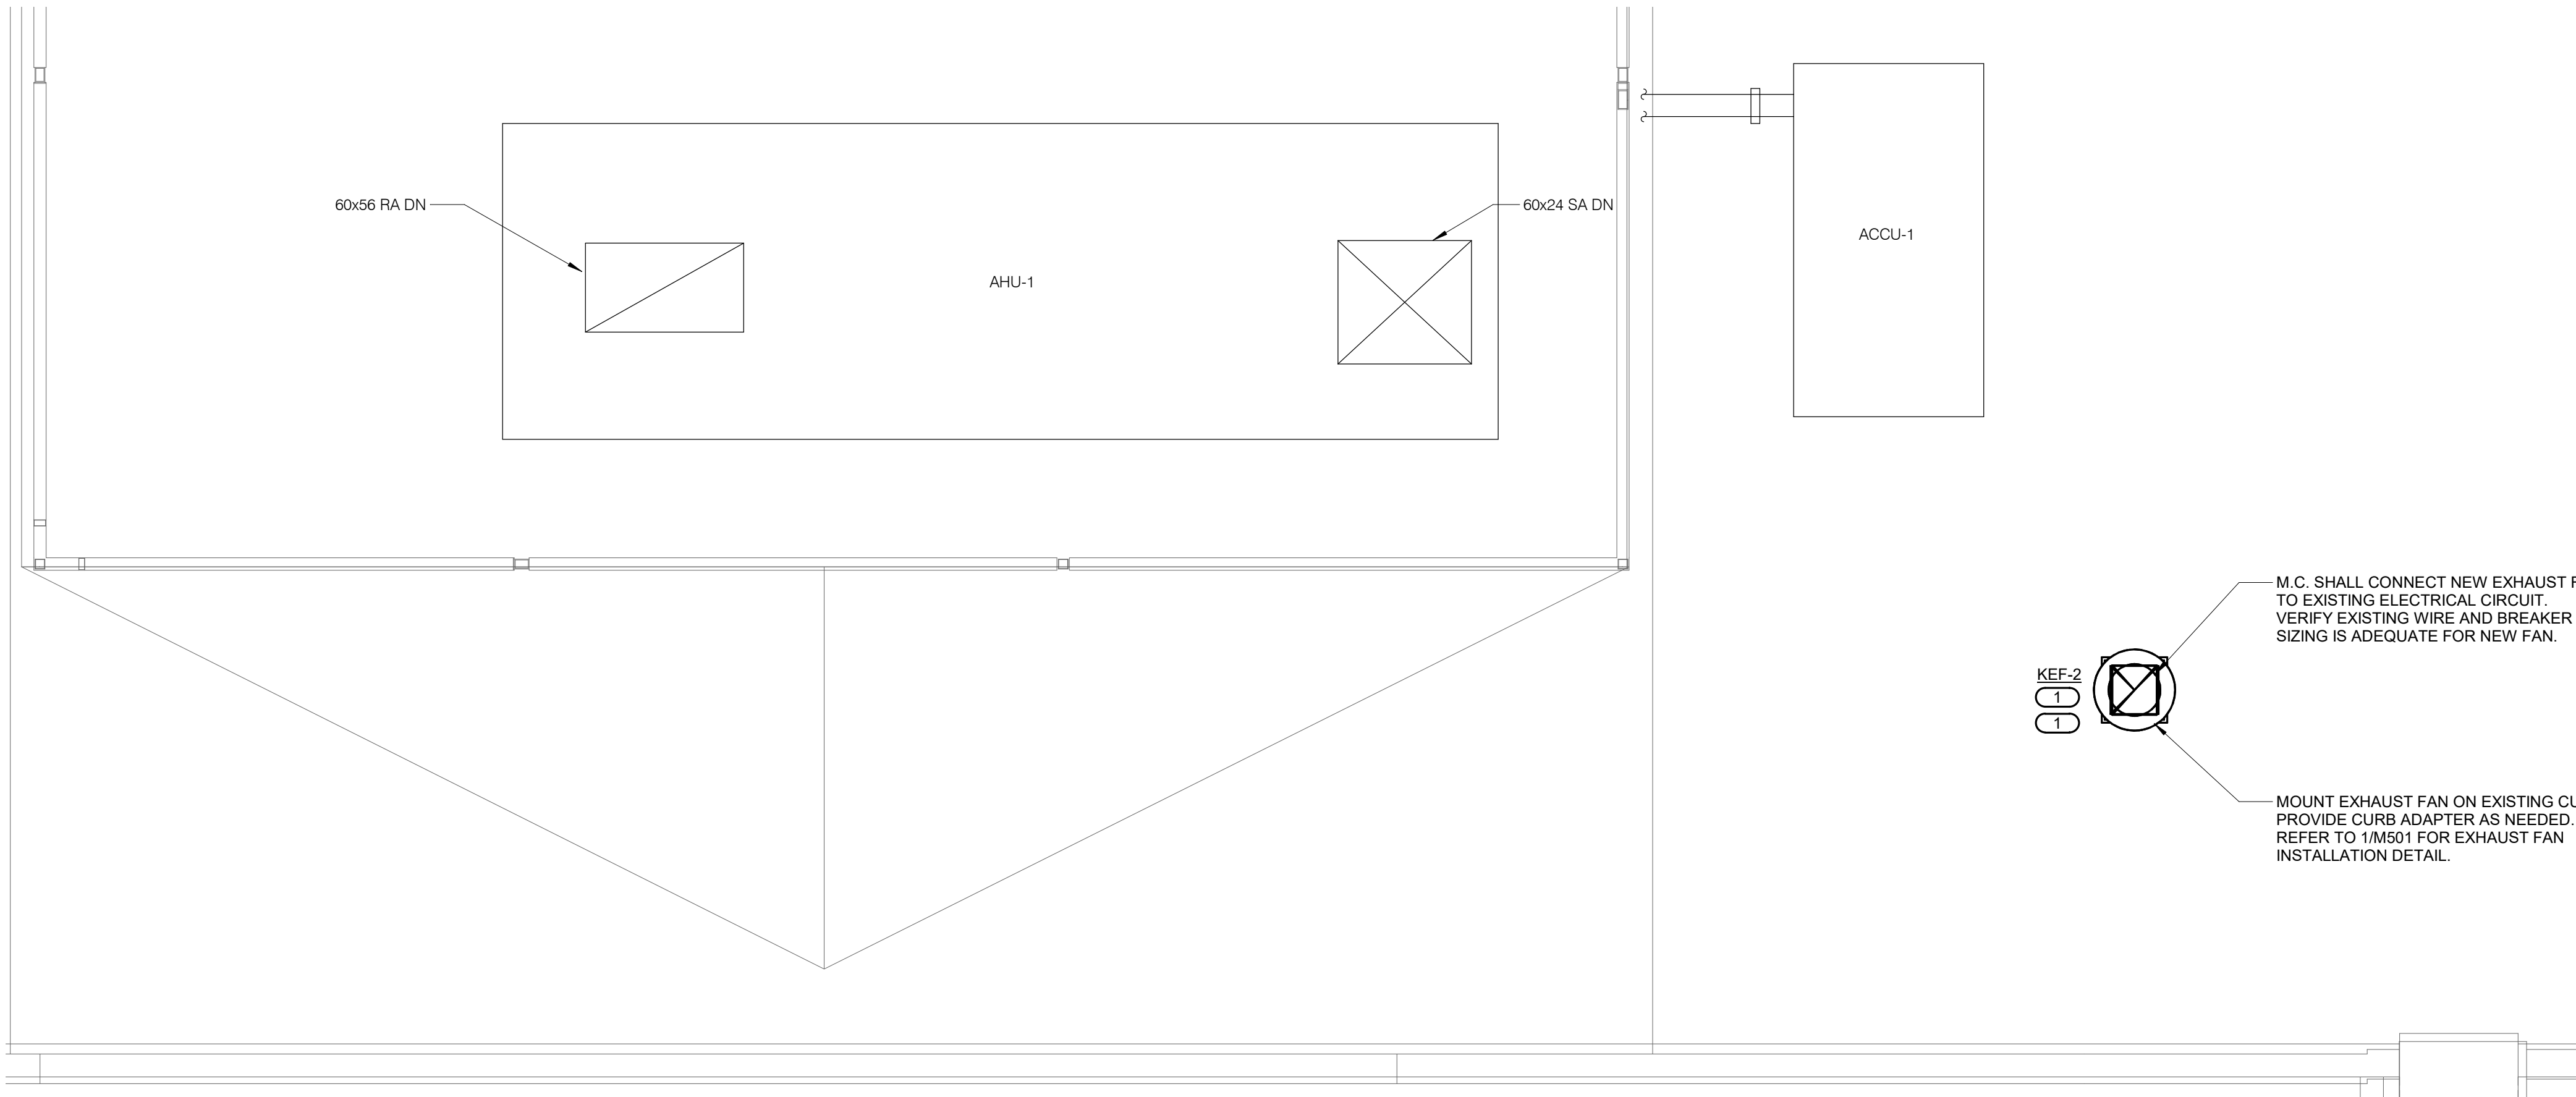 60x56 RA DN
60x24 SA DN
AHU-1
ACCU-1
M.C. SHALL CONNECT NEW EXHAUST
TO EXISTING ELECTRICAL CIRCUIT.
VERIFY EXISTING WIRE AND BREAKER
SIZING IS ADEQUATE FOR NEW FAN.
KEF-2
1
1
MOUNT EXHAUST FAN ON EXISTING
PROVIDE CURB ADAPTER AS NEEDED.
REFER TO 1/M501 FOR EXHAUST FAN
INSTALLATION DETAIL.